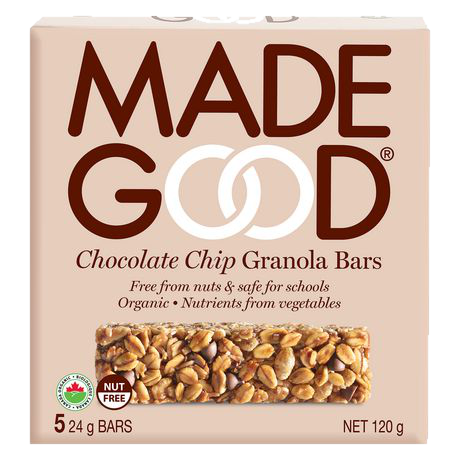 MADE
GOOD®
Chocolate Chip Granola Bars
Free from nuts & safe for schools
Organic • Nutrients from vegetables
NUT
FREE
5 24 g BARS
NET 120 g